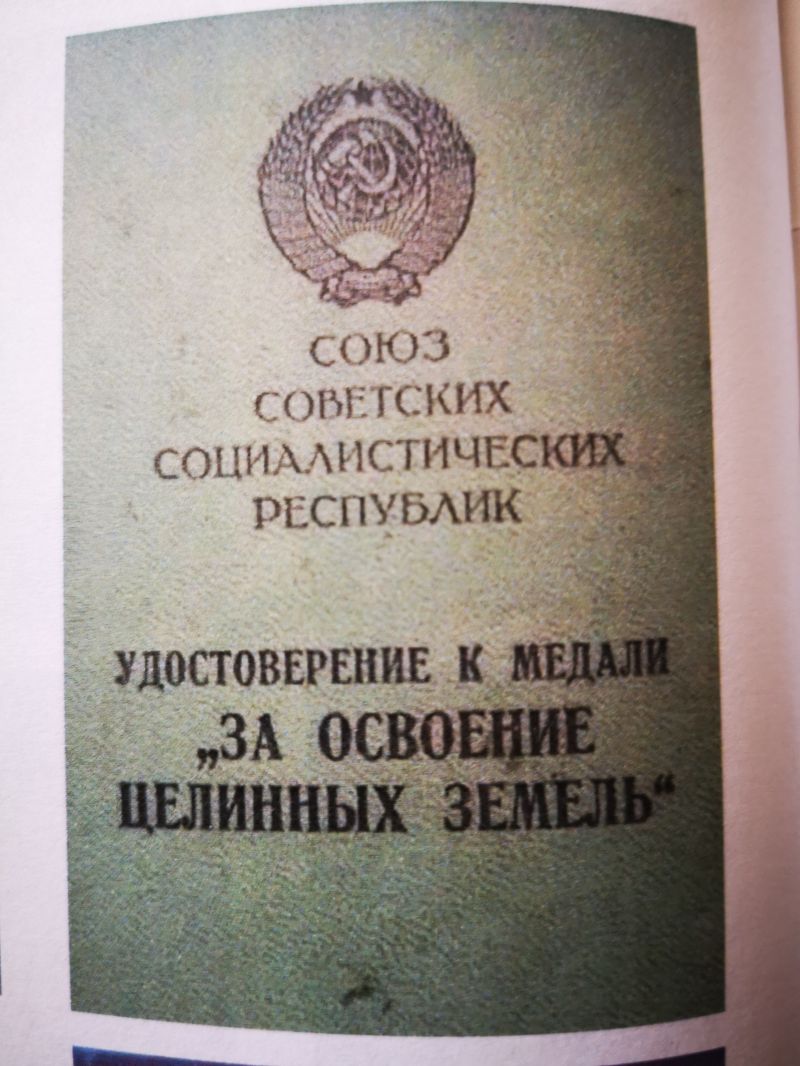 СОЮЗ
СОВЕТСКИХ
СОЦИАЛИСТИЧЕСКИХ
РЕСПУБЛИК
УДОСТОВЕРЕНИЕ К МЕДАЛИ
„ЗА ОСВОЕНИЕ
ЦЕЛИННЫХ ЗЕМЕЛЬ“